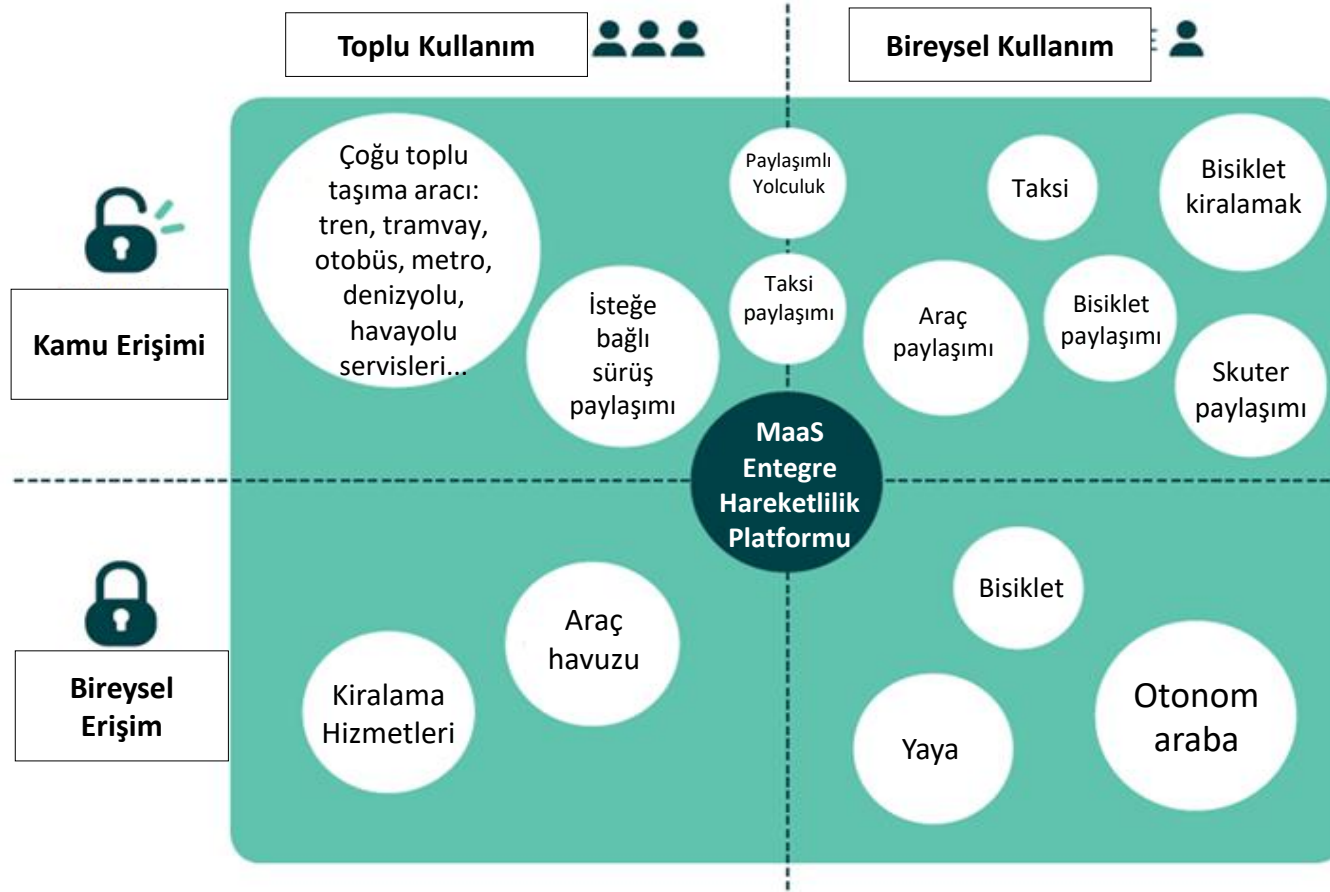 Toplu Kullanım
Bireysel Kullanım
Kamu Erişimi
Çoğu toplu
taşıma aracı:
tren, tramvay,
otobüs, metro,
denizyolu,
havayolu
servisleri...
İsteğe
bağlı
sürüş
paylaşımı
Paylaşımlı
Yolculuk
Taksi
paylaşımı
Taksi
Bisiklet
kiralamak
Araç
paylaşımı
Bisiklet
paylaşımı
Skuter
paylaşımı
MaaS
Entegre
Hareketlilik
Platformu
Bireysel
Erişim
Kiralama
Hizmetleri
Araç
havuzu
Bisiklet
Yaya
Otonom
araba